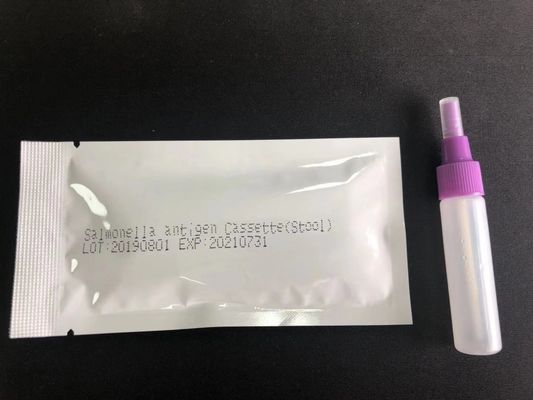 Salmonella antigen Cassette(Stool)
LOT:20190801 EXP:20210731